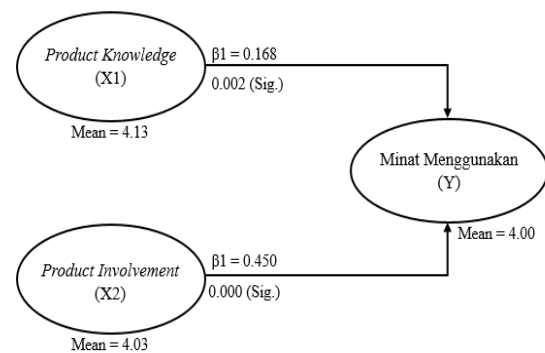 Product Knowledge
(X1)
β1 = 0.168
0.002 (Sig.)
Mean = 4.13
Minat Menggunakan
(Y)
Mean = 4.00
Product Involvement
(X2)
β1 = 0.450
0.000 (Sig.)
Mean = 4.03